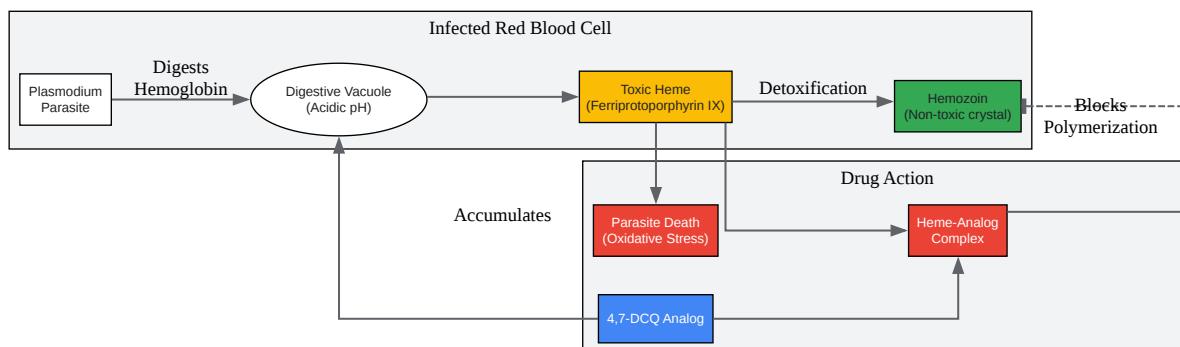 Infected Red Blood Cell
Plasmodium
Parasite
Digests
Hemoglobin
Digestive Vacuole
(Acidic pH)
Toxic Heme
(Ferriprotoporphyrin IX)
Detoxification
Hemozoin
(Non-toxic crystal)
Blocks
Polymerization
Drug Action
Accumulates
Parasite Death
(Oxidative Stress)
Heme-Analog
Complex
4,7-DCQ Analog